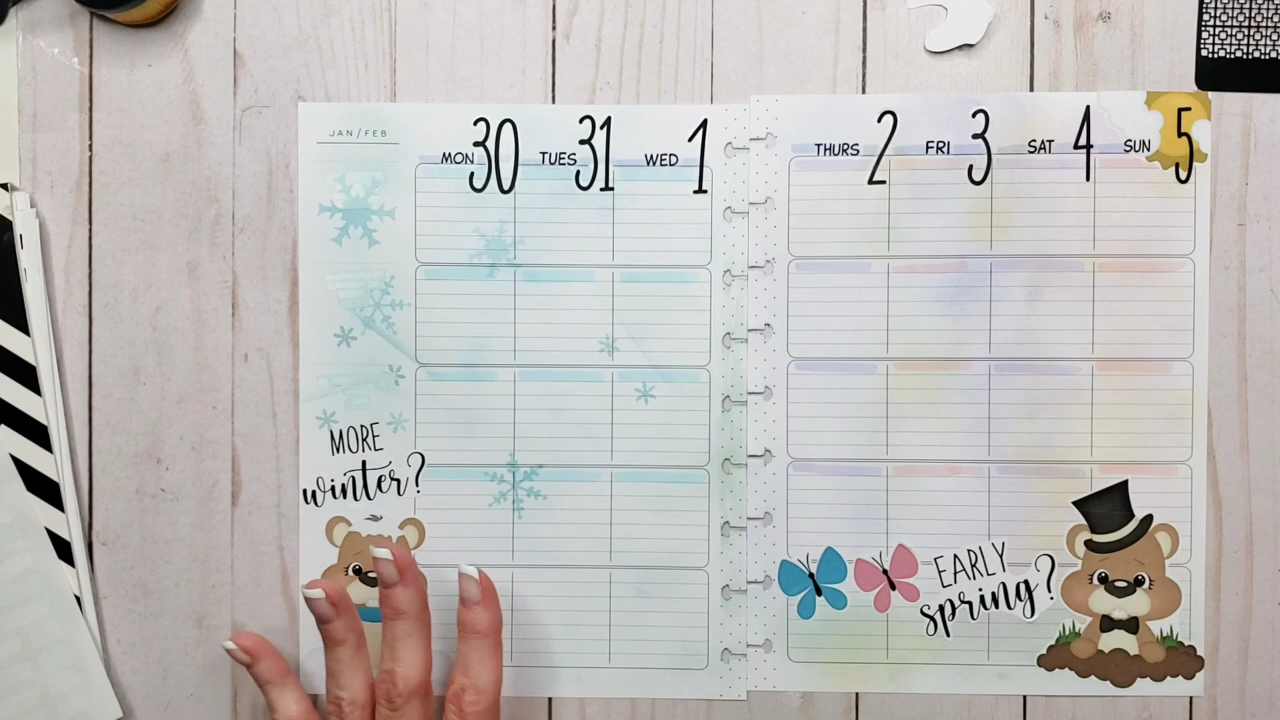 JAN/FEB
MON 30
TUES 31
WED 1
THURS 2
FRI 3
SAT 4
SUN 5
MORE
winter?
EARLY
spring?